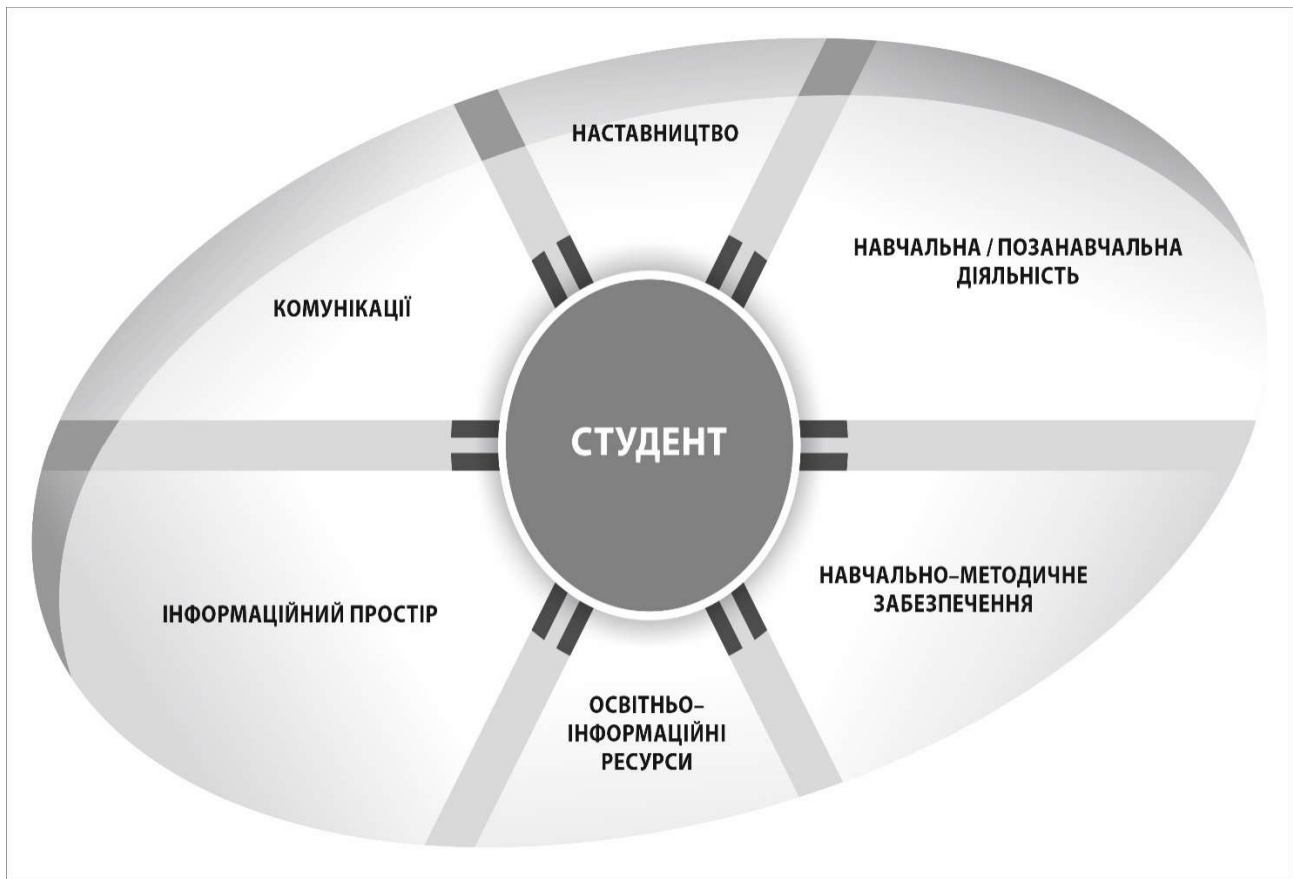 НАСТАВНИЦТВО
НАВЧАЛЬНА / ПОЗАНАВЧАЛЬНА
ДІЯЛЬНІСТЬ
КОМУНІКАЦІЇ
СТУДЕНТ
НАВЧАЛЬНО–МЕТОДИЧНЕ
ЗАБЕЗПЕЧЕННЯ
ІНФОРМАЦІЙНИЙ ПРОСТІР
ОСВІТНЬО–
ІНФОРМАЦІЙНІ
РЕСУРСИ